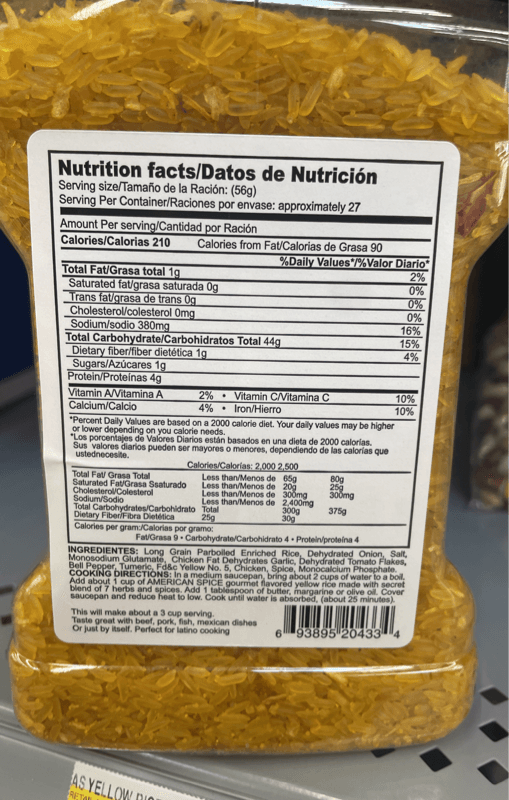 Nutrition facts/Datos de Nutrición
Serving size/Tamaño de la Ración: (56g)
Serving Per Container/Raciones por envase: approximately 27
Amount Per serving/Cantidad por Ración
Calories/Calorias 210 Calories from Fat/Calorias de Grasa 90
%Daily Values*/%Valor Diario*
Total Fat/Grasa total 1g 2%
Saturated fat/grasa saturada 0g 0%
Trans fat/grasa de trans 0g 0%
Cholesterol/colesterol 0mg 0%
Sodium/sodio 380mg 16%
Total Carbohydrate/Carbohidratos Total 44g 15%
Dietary fiber/fiber dietética 1g 4%
Sugars/Azúcares 1g
Protein/Proteínas 4g
Vitamin A/Vitamina A 2% • Vitamin C/Vitamina C 10%
Calcium/Calcio 4% • Iron/Hierro 10%
*Percent Daily Values are based on a 2000 calorie diet. Your daily values may be higher
or lower depending on you calorie needs.
*Los porcentajes de Valores Diarios están basados en una dieta de 2000 calorias.
Sus valores diarios pueden ser mayores o menores, dependiendo de las calorías que
ustednecesite.
Calories/Calorías: 2,000 2,500
Total Fat/ Grasa Total Less than/Menos de 65g 80g
Saturated Fat/Grasa Ssaturado Less than/Menos de 20g 25g
Cholesterol/Colesterol Less than/Menos de 300mg 300mg
Sodium/Sodio Less than/Menos de 2,400mg
Total Carbohydrates/Carbohidrato Total 300g 375g
Dietary Fiber/Fibra Dietética 25g 30g
Calories per gram:/Calorias por gramo:
Fat/Grasa 9 • Carbohydrate/Carbohidrato 4 • Protein/proteína 4
INGREDIENTES: Long Grain Parboiled Enriched Rice, Dehydrated Onion, Salt,
Monosodium Glutamate, Chicken Fat Dehydrates Garlic, Dehydrated Tomato Flakes,
Bell Pepper, Turmeric, Fd&c Yellow No. 5, Chicken, Spice, Monocalcium Phosphate.
COOKING DIRECTIONS: In a medium saucepan, bring about 2 cups of water to a boil.
Add about 1 cup of AMERICAN SPICE gourmet flavored yellow rice made with secret
blend of 7 herbs and spices. Add 1 tablespoon of butter, margarine or olive oil. Cover
saucepan and reduce heat to low. Cook until water is absorbed, (about 25 minutes).
This will make about a 3 cup serving.
Taste great with beef, pork, fish, mexican dishes
Or just by itself. Perfect for latino cooking
6 93895 20433 4
AS YELLOW